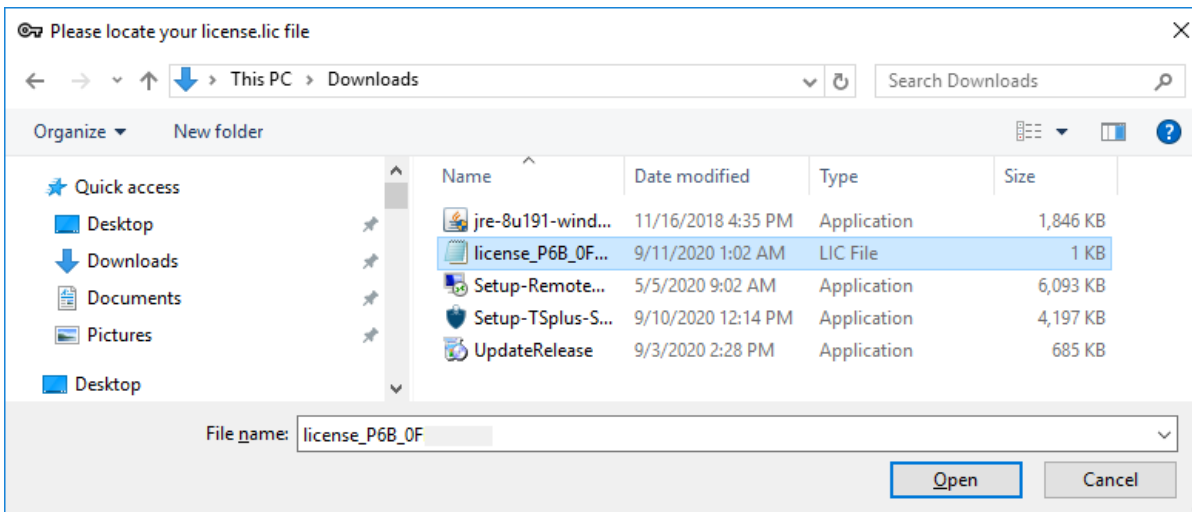 Please locate your license.lic file
This PC > Downloads
Search Downloads
Organize
New folder
Quick access
Desktop
Downloads
Documents
Pictures
Desktop
Name Date modified Type Size
jre-8u191-wind... 11/16/2018 4:35 PM Application 1,846 KB
license_P6B_0F... 9/11/2020 1:02 AM LIC File 1 KB
Setup-Remote... 5/5/2020 9:02 AM Application 6,093 KB
Setup-TSplus-S... 9/10/2020 12:14 PM Application 4,197 KB
UpdateRelease 9/3/2020 2:28 PM Application 685 KB
File name: license_P6B_0F
Open Cancel